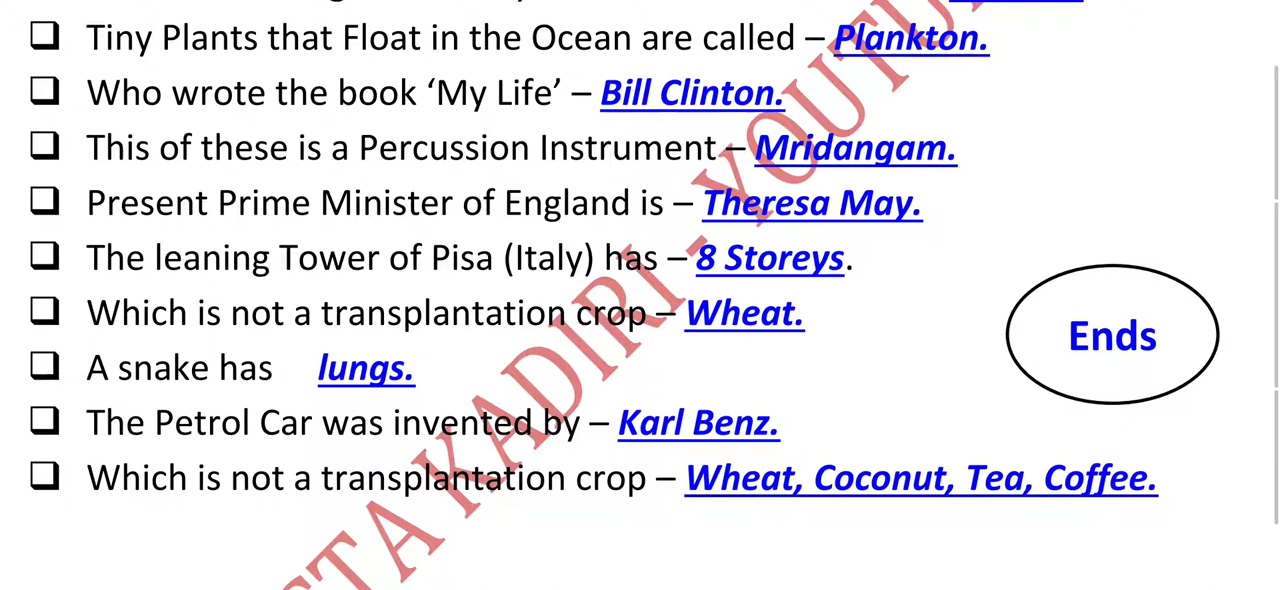 ❑ Tiny Plants that Float in the Ocean are called – Plankton.
❑ Who wrote the book ‘My Life’ – Bill Clinton.
❑ This of these is a Percussion Instrument – Mridangam.
❑ Present Prime Minister of England is – Theresa May.
❑ The leaning Tower of Pisa (Italy) has – 8 Storeys.
❑ Which is not a transplantation crop – Wheat.
Ends
❑ A snake has lungs.
❑ The Petrol Car was invented by – Karl Benz.
❑ Which is not a transplantation crop – Wheat, Coconut, Tea, Coffee.
KADIRI -